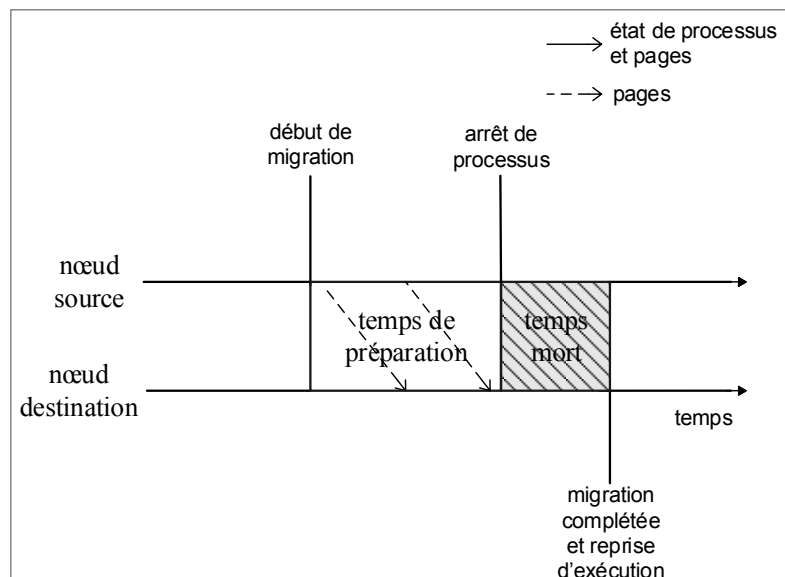 état de processus
et pages
pages
début de
migration
arrêt de
processus
nœud
source
temps de
préparation
temps
mort
nœud
destination
temps
migration
complétée
et reprise
d'exécution